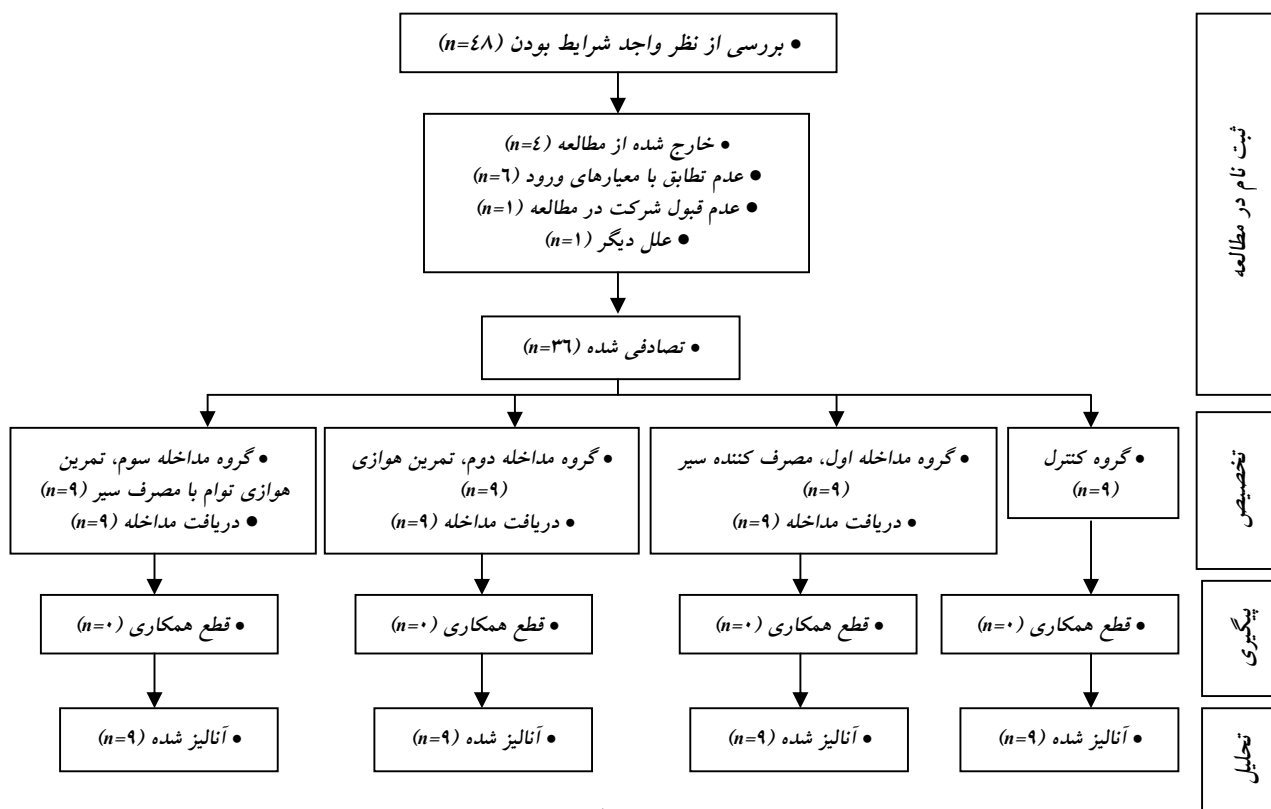 ● بررسی از نظر واجد شرایط بودن (n=٤٨)
● خارج شده از مطالعه (n=٤)
● عدم تطابق با معیارهای ورود (n=٦)
● عدم قبول شرکت در مطالعه (n=١)
● علل دیگر (n=١)
● تصادفی شده (n=٣٦)
ثبت نام در مطالعه
● گروه کنترل
(n=٩)
● گروه مداخله اول، مصرف کننده سیر
(n=٩)
● دریافت مداخله (n=٩)
● گروه مداخله دوم، تمرین هوازی
(n=٩)
● دریافت مداخله (n=٩)
● گروه مداخله سوم، تمرین
هوازی توام با مصرف سیر (n=٩)
● دریافت مداخله (n=٩)
تخصیص
● قطع همکاری (n=٠)
● قطع همکاری (n=٠)
● قطع همکاری (n=٠)
● قطع همکاری (n=٠)
پیگیری
● آنالیز شده (n=٩)
● آنالیز شده (n=٩)
● آنالیز شده (n=٩)
● آنالیز شده (n=٩)
تحلیل